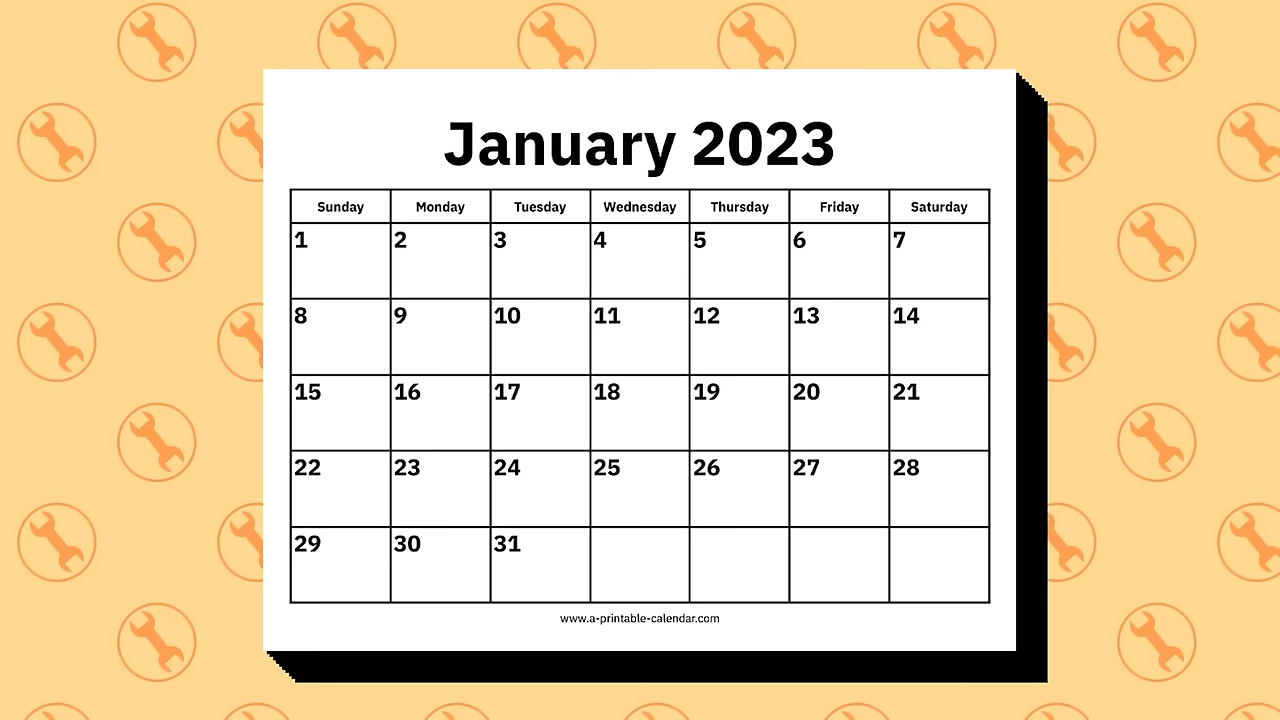 January 2023
Sunday Monday Tuesday Wednesday Thursday Friday Saturday
1 2 3 4 5 6 7
8 9 10 11 12 13 14
15 16 17 18 19 20 21
22 23 24 25 26 27 28
29 30 31
www.a-printable-calendar.com